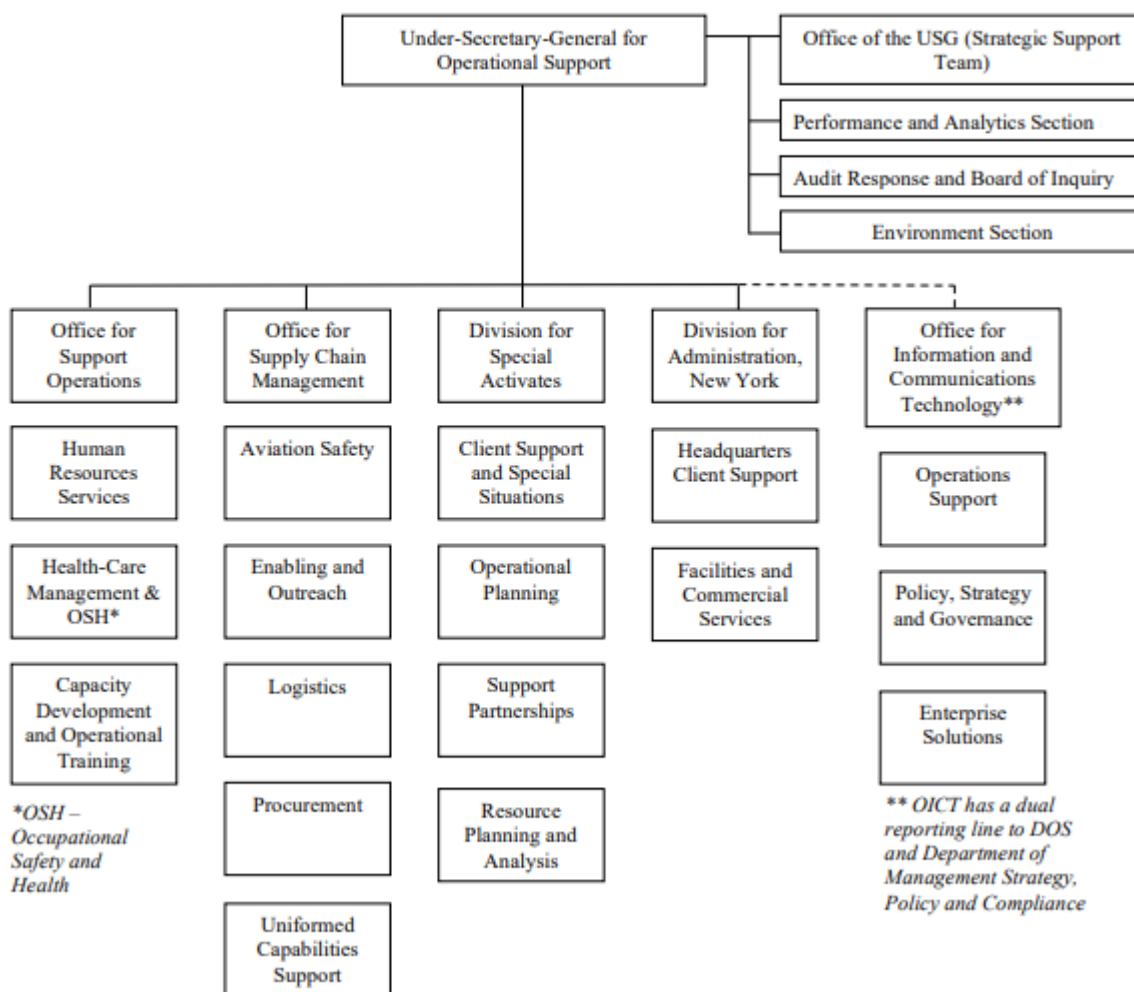 Under-Secretary-General for
Operational Support
Office of the USG (Strategic Support
Team)
Performance and Analytics Section
Audit Response and Board of Inquiry
Environment Section
Office for
Support
Operations
Human
Resources
Services
Health-Care
Management &
OSH*
Capacity
Development
and Operational
Training
*OSH –
Occupational
Safety and
Health
Office for
Supply Chain
Management
Aviation Safety
Enabling and
Outreach
Logistics
Procurement
Uniformed
Capabilities
Support
Division for
Special
Activates
Client Support
and Special
Situations
Operational
Planning
Support
Partnerships
Resource
Planning and
Analysis
Division for
Administration,
New York
Headquarters
Client Support
Facilities and
Commercial
Services
Office for
Information and
Communications
Technology**
Operations
Support
Policy, Strategy
and Governance
Enterprise
Solutions
** OICT has a dual
reporting line to DOS
and Department of
Management Strategy,
Policy and Compliance